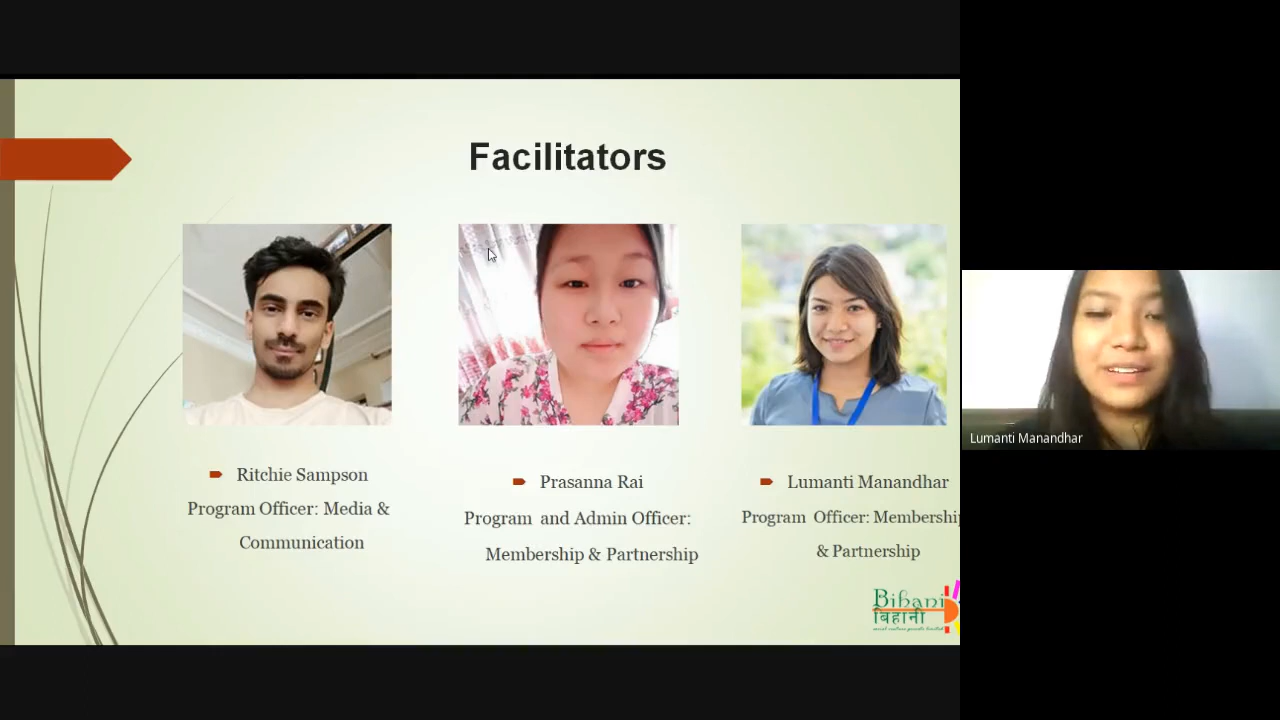 Facilitators
Ritchie Sampson
Program Officer: Media &
Communication
Prasanna Rai
Program and Admin Officer:
Membership & Partnership
Lumanti Manandhar
Program Officer: Membership
& Partnership
Bihani
बिहानी
Lumanti Manandhar